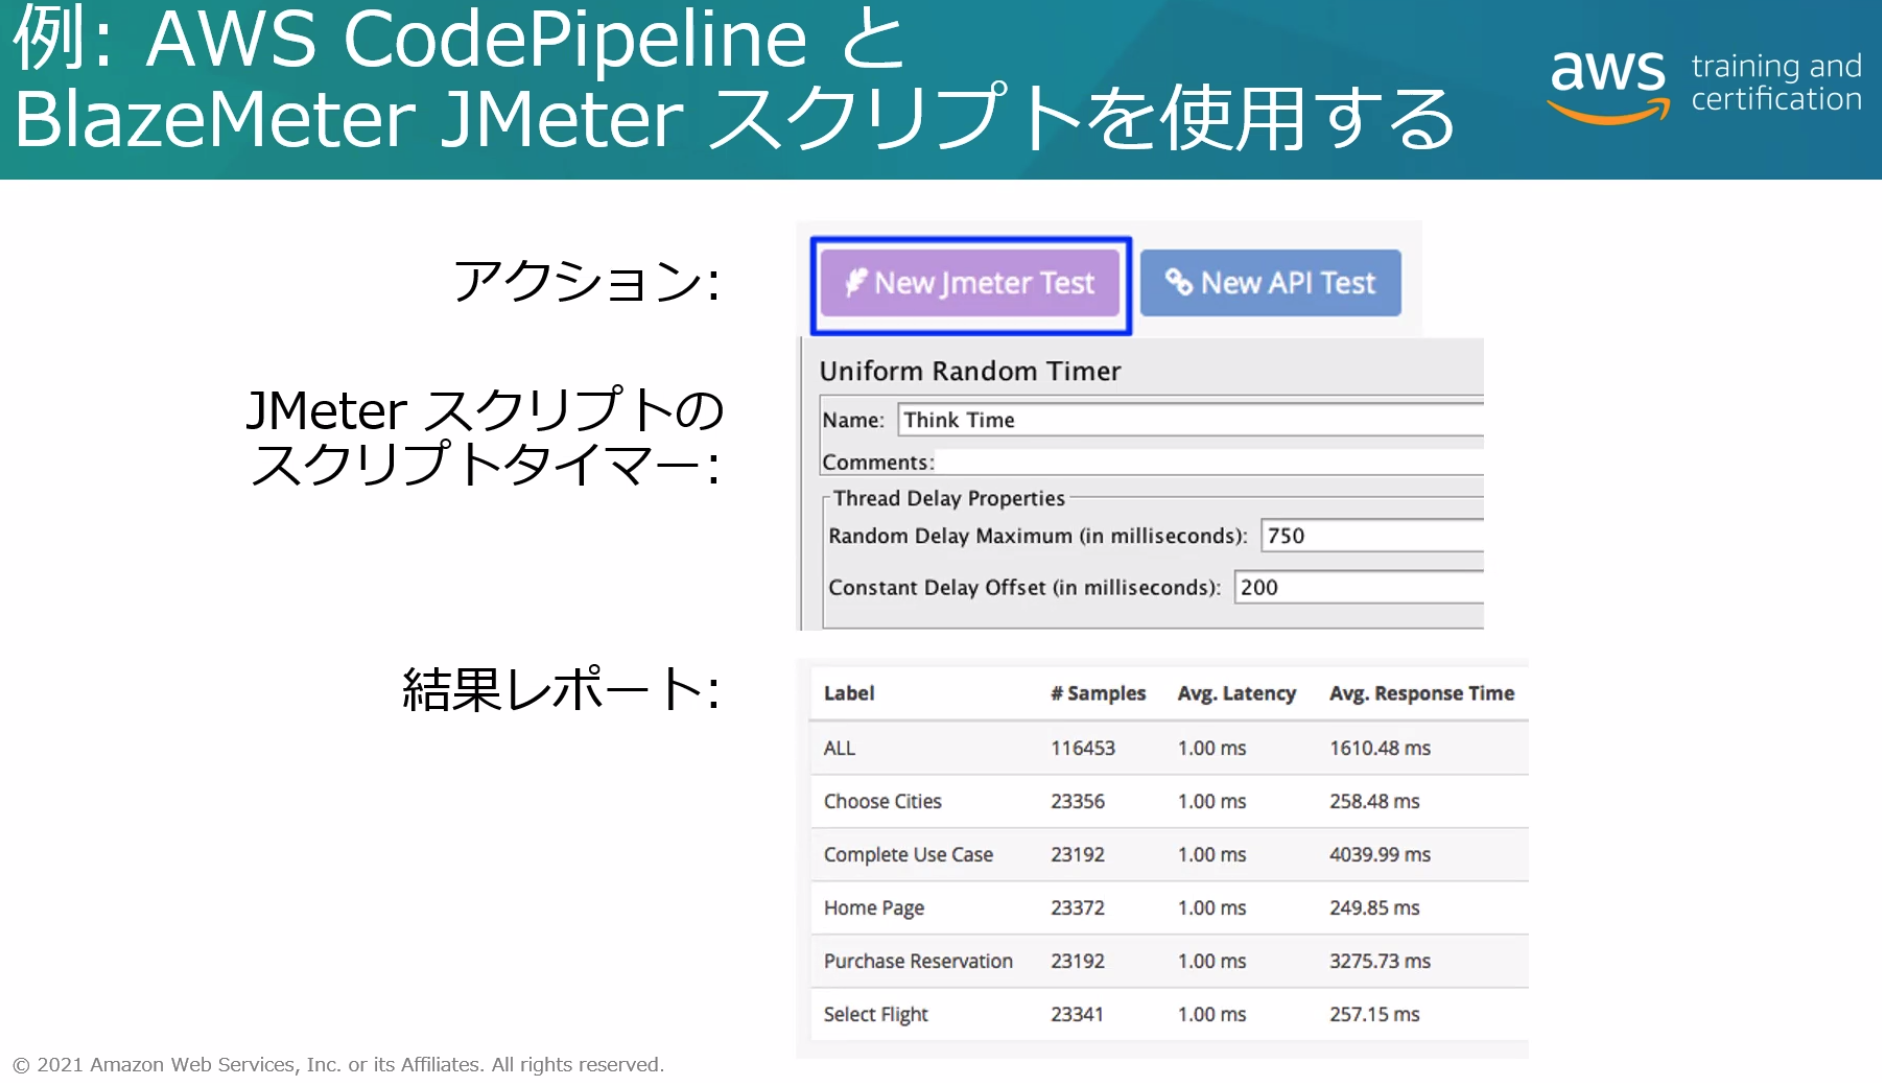 例: AWS CodePipeline と
BlazeMeter JMeter スクリプトを使用する
aws training and
certification
アクション:
New Jmeter Test New API Test
JMeter スクリプトの
スクリプトタイマー:
Uniform Random Timer
Name: Think Time
Comments:
Thread Delay Properties
Random Delay Maximum (in milliseconds): 750
Constant Delay Offset (in milliseconds): 200
結果レポート:
Label # Samples Avg. Latency Avg. Response Time
ALL 116453 1.00 ms 1610.48 ms
Choose Cities 23356 1.00 ms 258.48 ms
Complete Use Case 23192 1.00 ms 4039.99 ms
Home Page 23372 1.00 ms 249.85 ms
Purchase Reservation 23192 1.00 ms 3275.73 ms
Select Flight 23341 1.00 ms 257.15 ms
© 2021 Amazon Web Services, Inc. or its Affiliates. All rights reserved.